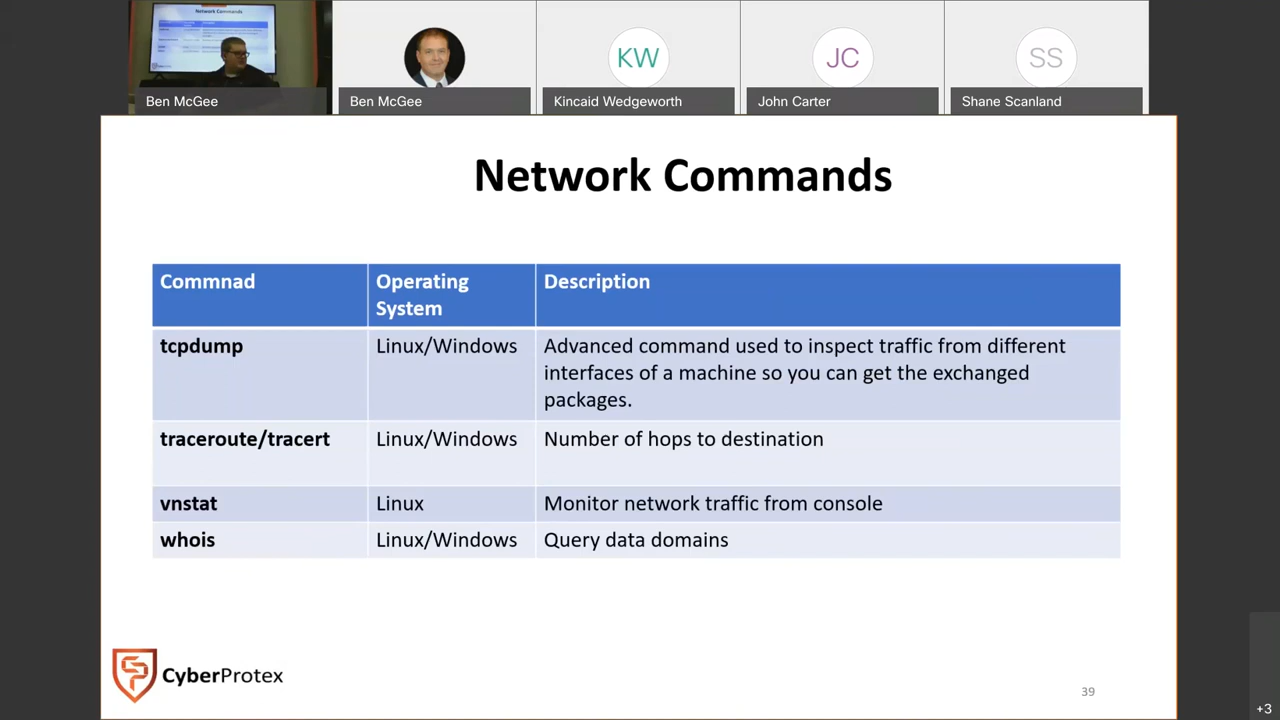 Network Commands
Ben McGee
Ben McGee
KW
Kincaid Wedgeworth
JC
John Carter
SS
Shane Scanland
Network Commands
Commnad
Operating
System
Description
tcpdump
Linux/Windows
Advanced command used to inspect traffic from different
interfaces of a machine so you can get the exchanged
packages.
traceroute/tracert
Linux/Windows
Number of hops to destination
vnstat
Linux
Monitor network traffic from console
whois
Linux/Windows
Query data domains
CyberProtex
39
+3